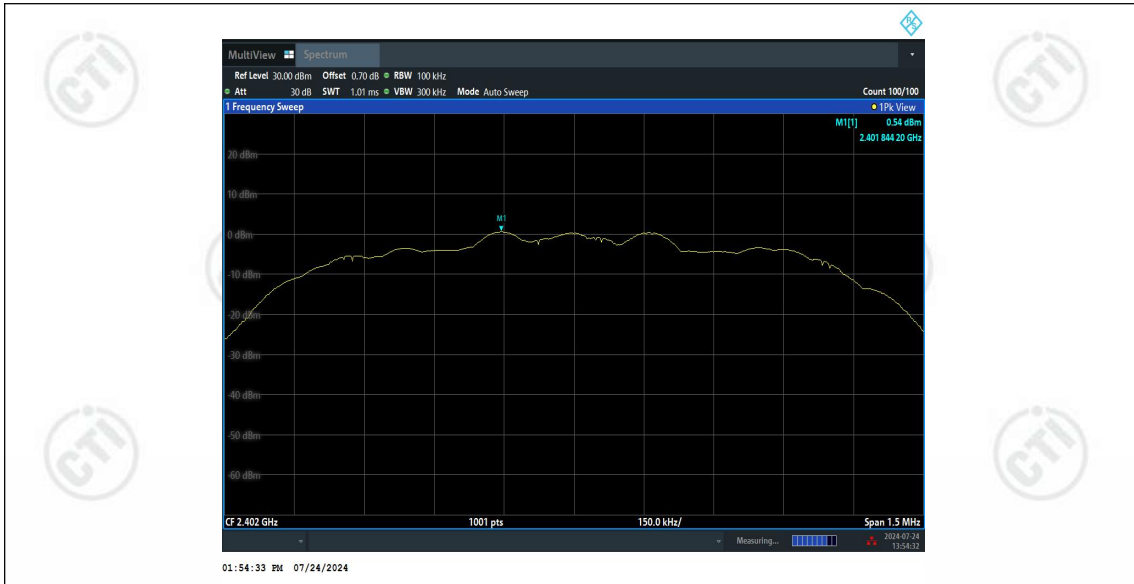 R&S
MultiView Spectrum
Ref Level 30.00 dBm Offset 0.70 dB RBW 100 kHz
Att 30 dB SWT 1.01 ms VBW 300 kHz Mode Auto Sweep Count 100/100
1 Frequency Sweep 1Pk View
M1[1] 0.54 dBm
2.401 844 20 GHz
20 dBm
10 dBm
M1
0 dBm
-10 dBm
-20 dBm
-30 dBm
-40 dBm
-50 dBm
-60 dBm
CF 2.402 GHz 1001 pts 150.0 kHz/ Span 1.5 MHz
Measuring... 2024-07-24
13:54:32
01:54:33 PM 07/24/2024
CTI
CTI
CTI
CTI